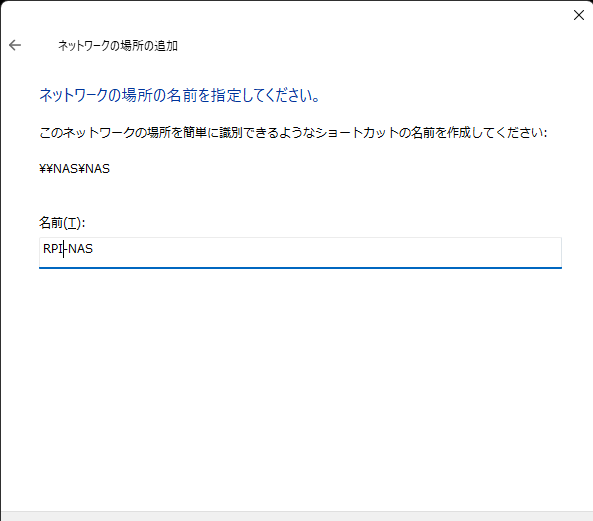 ネットワークの場所の追加
ネットワークの場所の名前を指定してください。
このネットワークの場所を簡単に識別できるようなショートカットの名前を作成してください:
¥¥NAS¥NAS
名前(T):
RPI-NAS